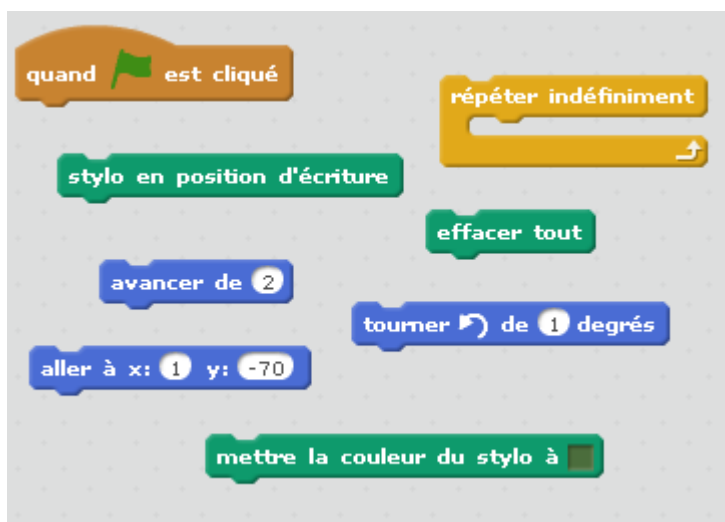 quand est cliqué
répéter indéfiniment
stylo en position d'écriture
effacer tout
avancer de 2
tourner de 1 degrés
aller à x: 1 y: -70
mettre la couleur du stylo à